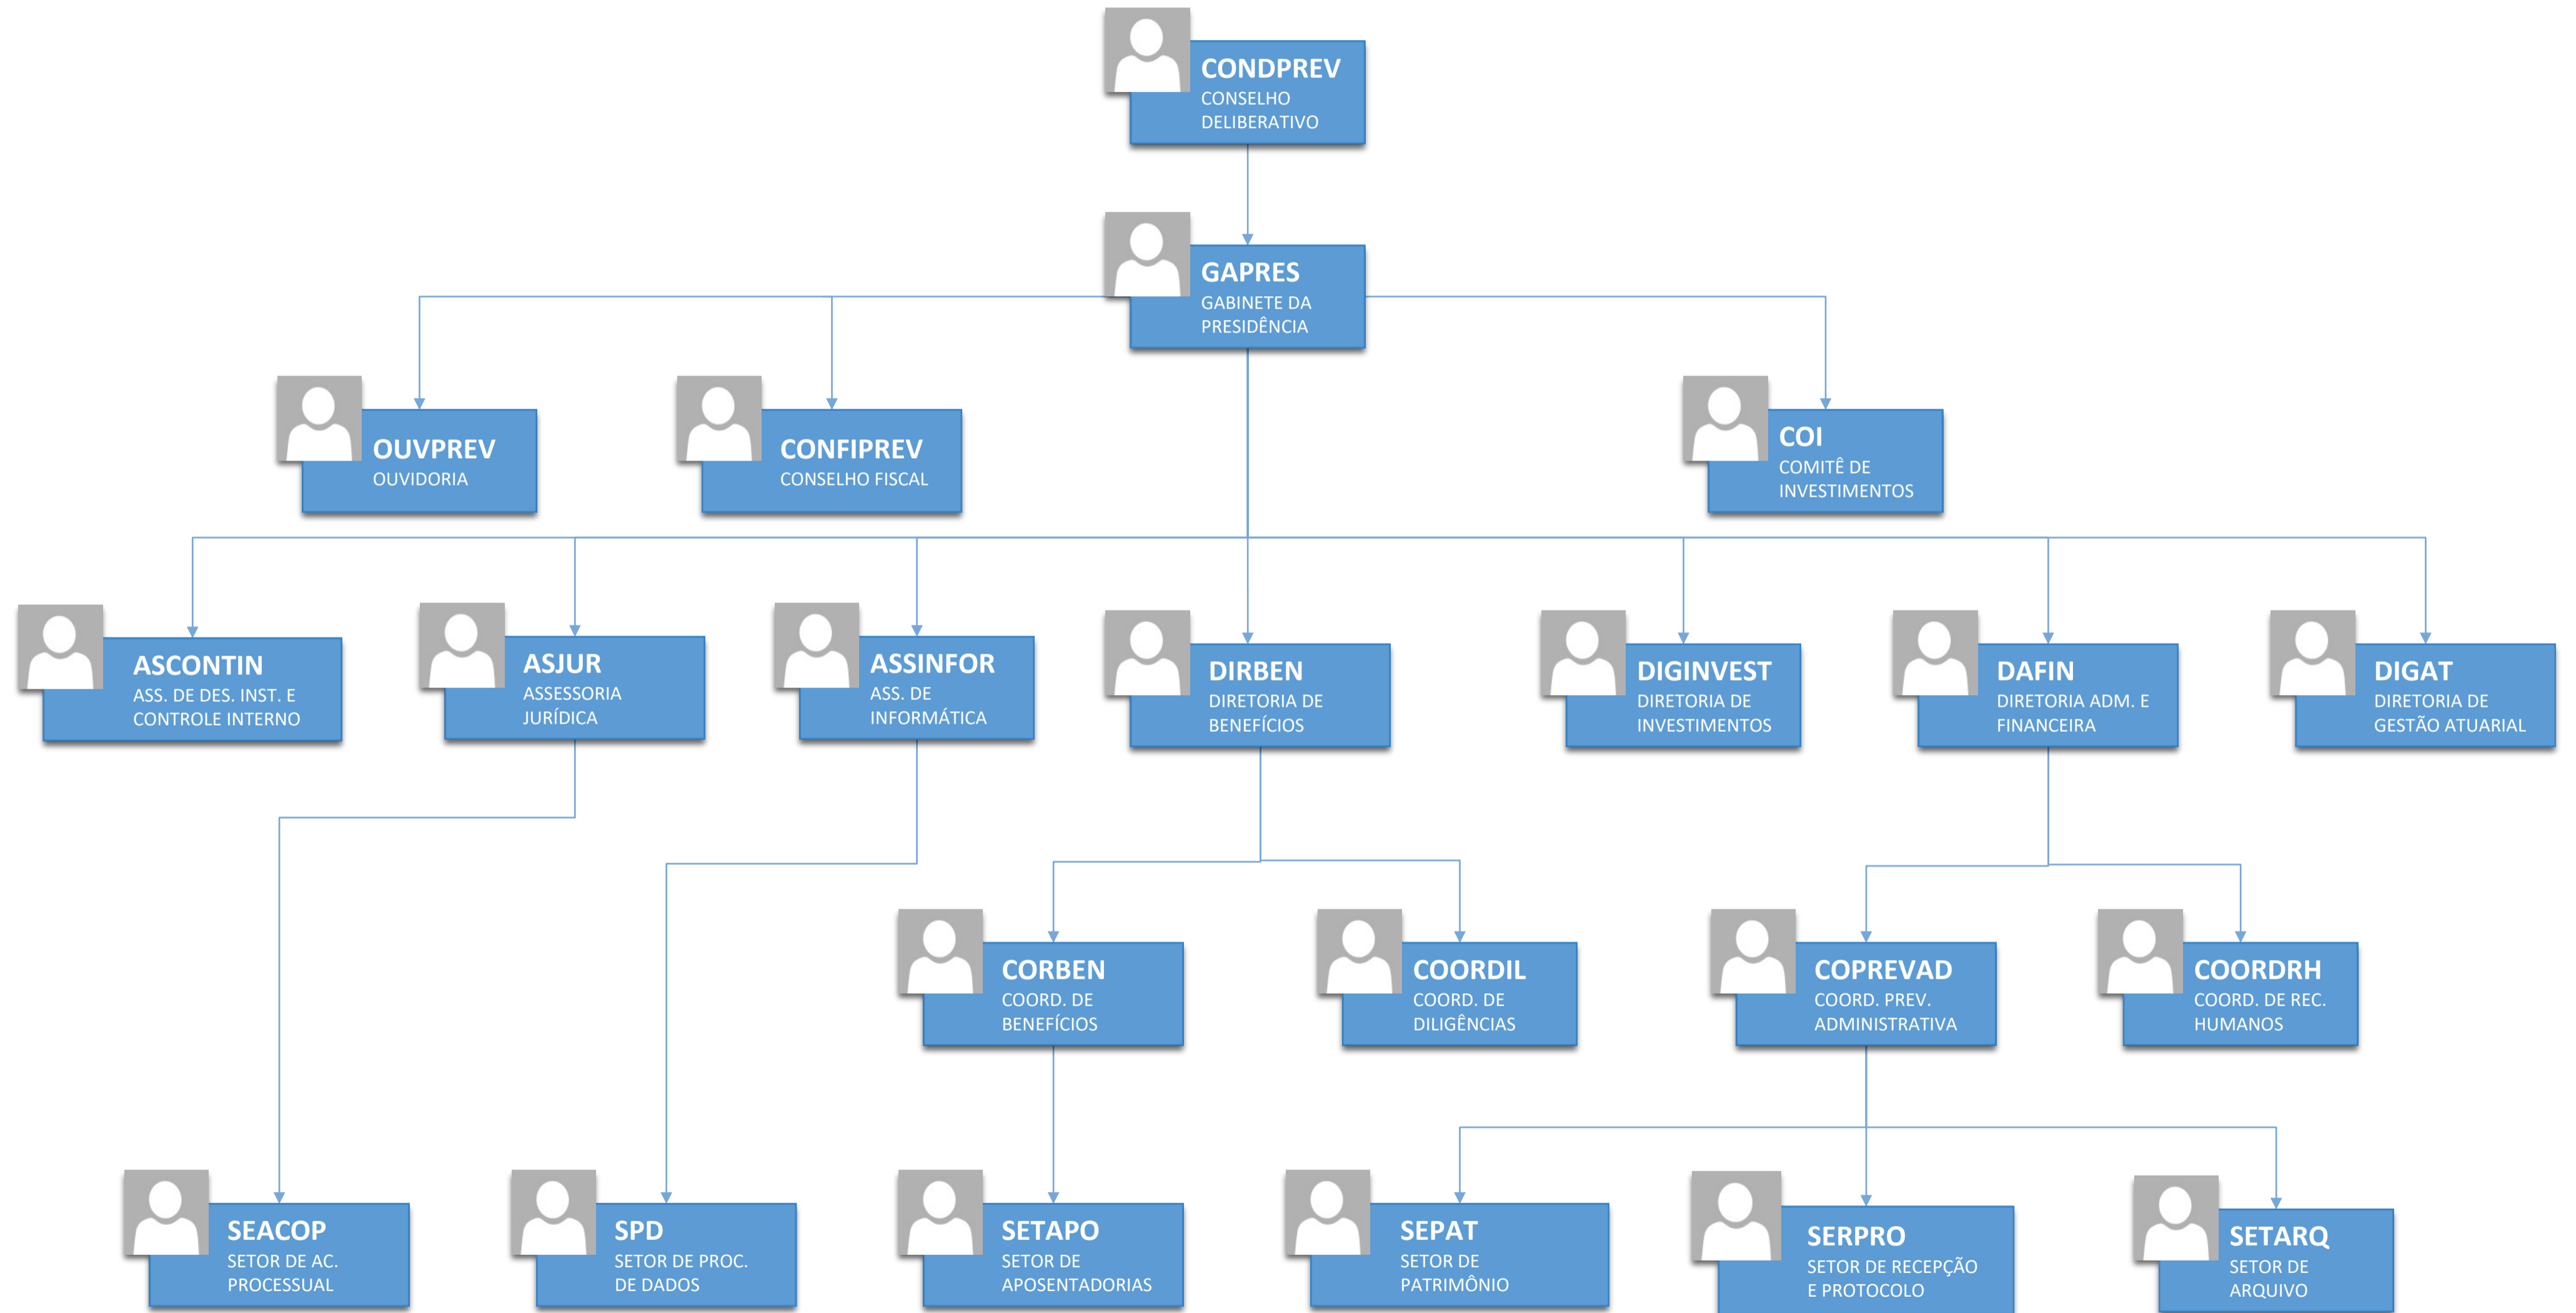 CONDPREV
CONSELHO
DELIBERATIVO
GAPRES
GABINETE DA
PRESIDÊNCIA
OUVPREV
OUVIDORIA
CONFIPREV
CONSELHO FISCAL
COI
COMITÊ DE
INVESTIMENTOS
ASCONTIN
ASS. DE DES. INST. E
CONTROLE INTERNO
ASJUR
ASSESSORIA
JURÍDICA
ASSINFOR
ASS. DE
INFORMÁTICA
DIRBEN
DIRETORIA DE
BENEFÍCIOS
DIGINVEST
DIRETORIA DE
INVESTIMENTOS
DAFIN
DIRETORIA ADM. E
FINANCEIRA
DIGAT
DIRETORIA DE
GESTÃO ATUARIAL
CORBEN
COORD. DE
BENEFÍCIOS
COORDIL
COORD. DE
DILIGÊNCIAS
COPREVAD
COORD. PREV.
ADMINISTRATIVA
COORDRH
COORD. DE REC.
HUMANOS
SEACOP
SETOR DE AC.
PROCESSUAL
SPD
SETOR DE PROC.
DE DADOS
SETAPO
SETOR DE
APOSENTADORIAS
SEPAT
SETOR DE
PATRIMÔNIO
SERPRO
SETOR DE RECEPÇÃO
E PROTOCOLO
SETARQ
SETOR DE
ARQUIVO